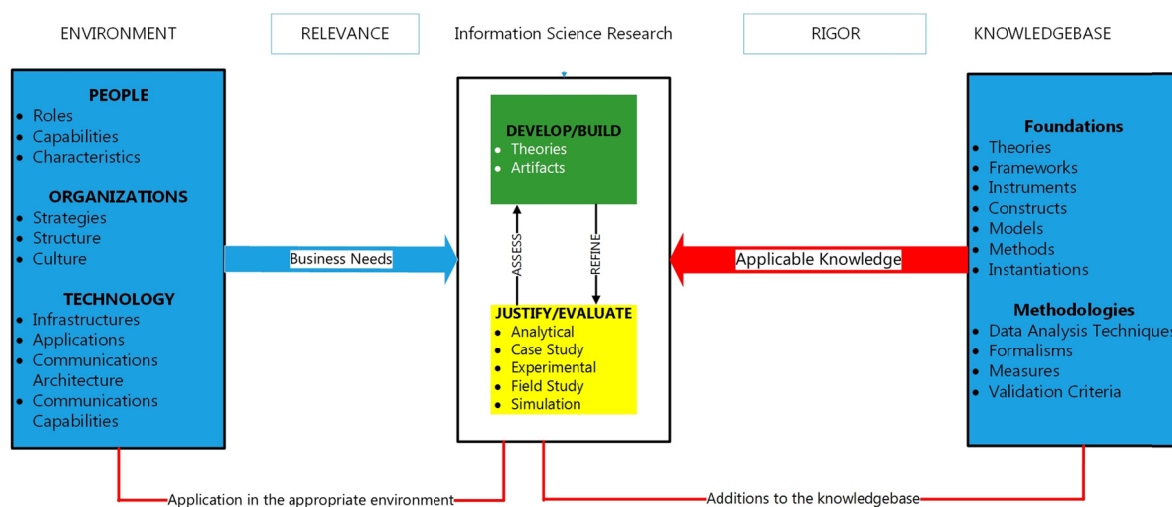 ENVIRONMENT
RELEVANCE
Information Science Research
RIGOR
KNOWLEDGEBASE
PEOPLE
• Roles
• Capabilities
• Characteristics
ORGANIZATIONS
• Strategies
• Structure
• Culture
TECHNOLOGY
• Infrastructures
• Applications
• Communications
Architecture
• Communications
Capabilities
Business Needs
DEVELOP/BUILD
• Theories
• Artifacts
ASSESS
REFINE
JUSTIFY/EVALUATE
• Analytical
• Case Study
• Experimental
• Field Study
• Simulation
Applicable Knowledge
Foundations
• Theories
• Frameworks
• Instruments
• Constructs
• Models
• Methods
• Instantiations
Methodologies
• Data Analysis Techniques
• Formalisms
• Measures
• Validation Criteria
Application in the appropriate environment
Additions to the knowledgebase